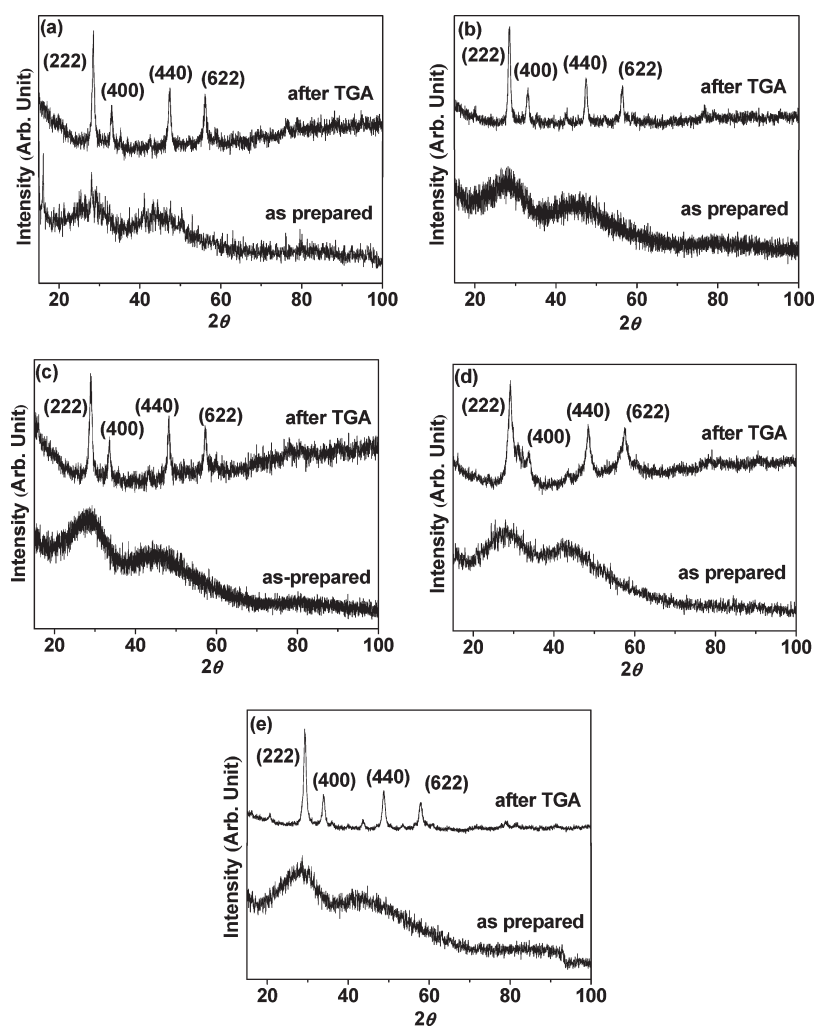 (a)
(222)
(400)
(440)
(622)
after TGA
as prepared
Intensity (Arb. Unit)
20 40 60 80 100
2θ
(b)
(222)
(400)
(440)
(622)
after TGA
as prepared
Intensity (Arb. Unit)
20 40 60 80 100
2θ
(c)
(222)
(400)
(440)
(622)
after TGA
as-prepared
Intensity (Arb. Unit)
20 40 60 80 100
2θ
(d)
(222)
(400)
(440)
(622)
after TGA
as prepared
Intensity (Arb. Unit)
20 40 60 80 100
2θ
(e)
(222)
(400)
(440)
(622)
after TGA
as prepared
Intensity (Arb. Unit)
20 40 60 80 100
2θ